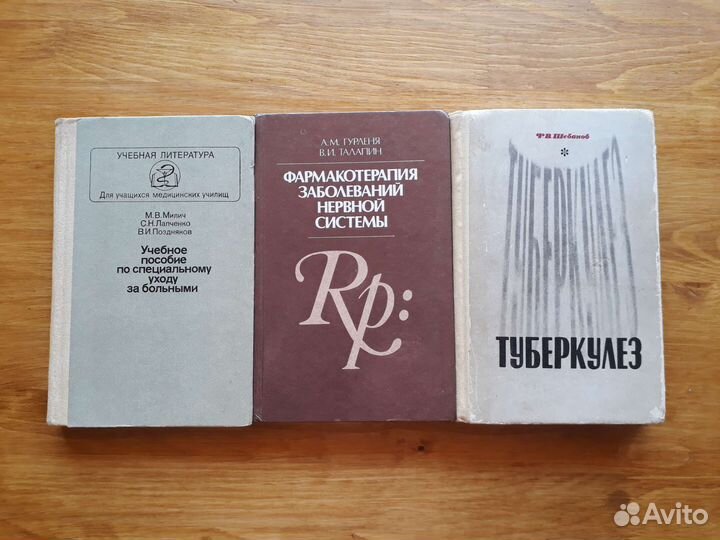 УЧЕБНАЯ ЛИТЕРАТУРА
Для учащихся медицинских училищ
М.В.Милич
С.Н.Лапченко
В.И.Поздняков
Учебное
пособие
по специальному
уходу
за больными
А.М. ГУРЛЕНЯ
В.И. ТАЛАПИН
ФАРМАКОТЕРАПИЯ
ЗАБОЛЕВАНИЙ
НЕРВНОЙ
СИСТЕМЫ
Rp:
Ф.В. Шебанов
*
ТУБЕРКУЛЕЗ
ТУБЕРКУЛЕЗ
Avito